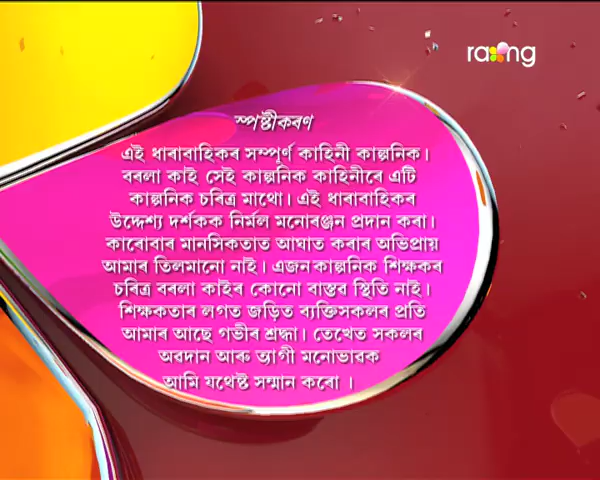 rang
স্পষ্টীকৰণ
এই ধাৰাবাহিকৰ সম্পূৰ্ণ কাহিনী কাল্পনিক।
বৰলা কাই সেই কাল্পনিক কাহিনীৰে এটি
কাল্পনিক চৰিত্ৰ মাথো। এই ধাৰাবাহিকৰ
উদ্দেশ্য দৰ্শকক নিৰ্মল মনোৰঞ্জন প্ৰদান কৰা।
কাৰোবাৰ মানসিকতাত আঘাত কৰাৰ অভিপ্ৰায়
আমাৰ তিলমানো নাই। এজন কাল্পনিক শিক্ষকৰ
চৰিত্ৰ বৰলা কাইৰ কোনো বাস্তৱ স্থিতি নাই।
শিক্ষকতাৰ লগত জড়িত ব্যক্তিসকলৰ প্ৰতি
আমাৰ আছে গভীৰ শ্ৰদ্ধা। তেখেত সকলৰ
অৱদান আৰু ত্যাগী মনোভাৱক
আমি যথেষ্ট সন্মান কৰো ।